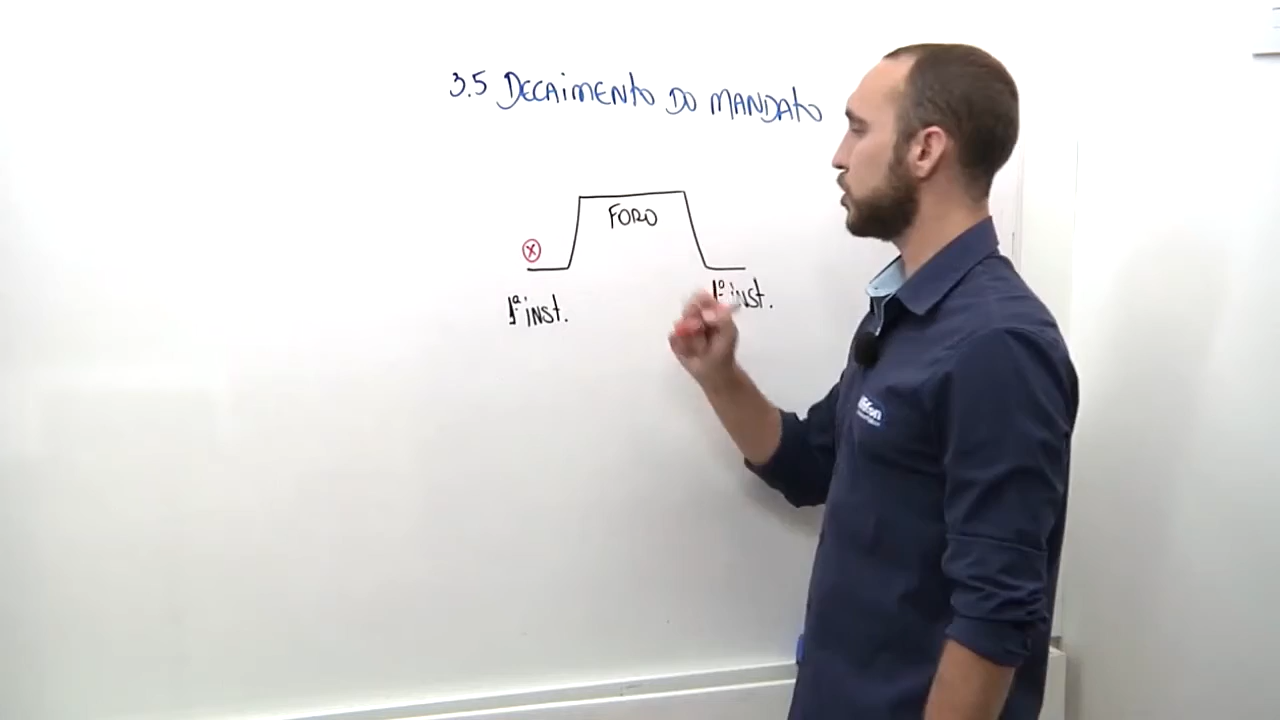 3.5 DECAIMENTO DO MANDATO
FORO
X
1ª inst.
1ª inst.